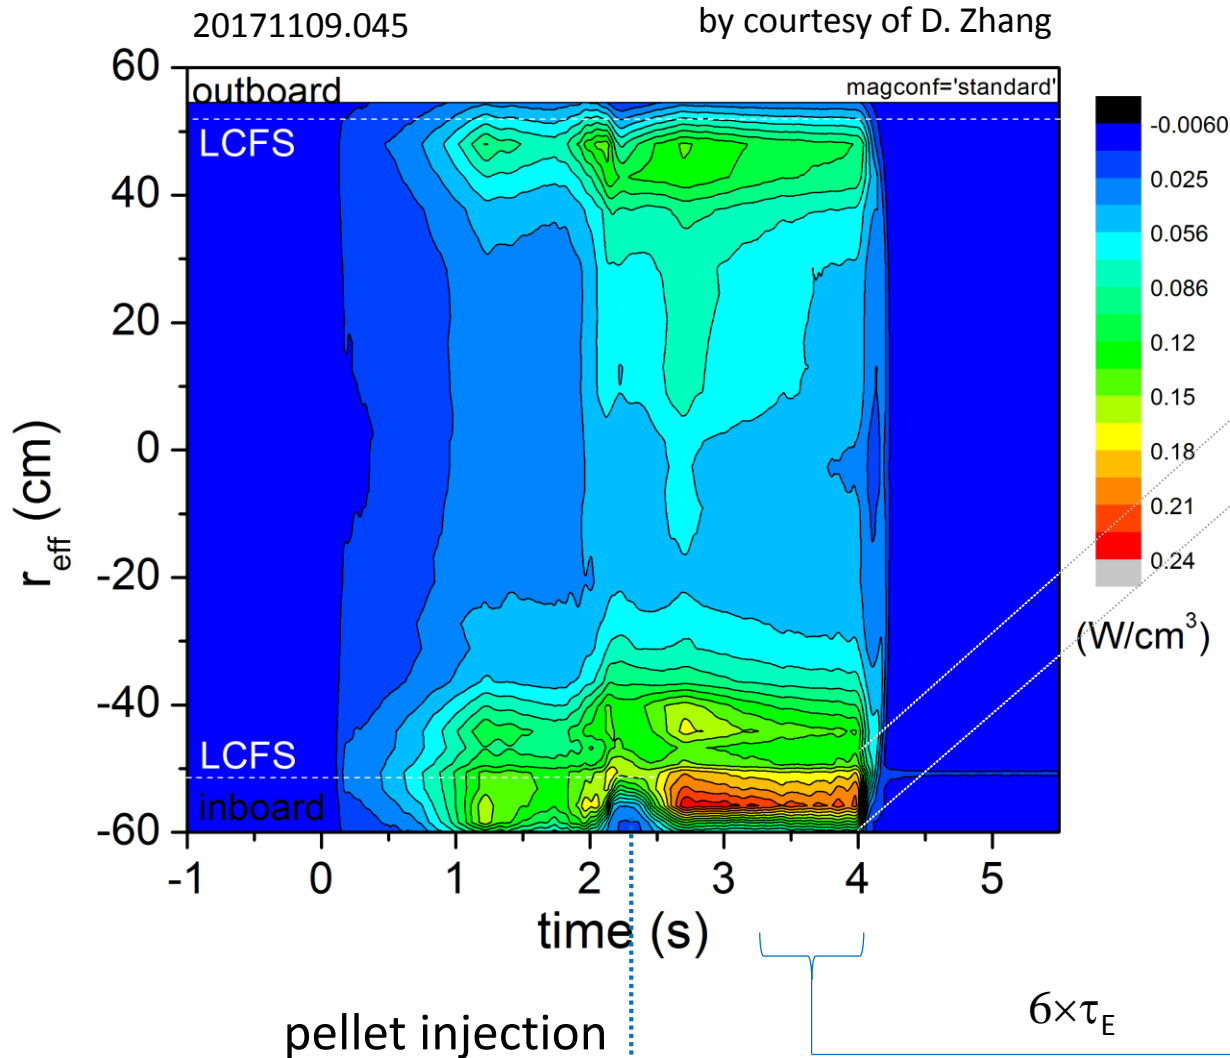 20171109.045
by courtesy of D. Zhang
60
outboard
magconf='standard'
LCFS
40
20
0
-20
-40
LCFS
inboard
-60
r_eff (cm)
-1 0 1 2 3 4 5
time (s)
-0.0060
0.025
0.056
0.086
0.12
0.15
0.18
0.21
0.24
(W/cm³)
pellet injection
6×τ_E